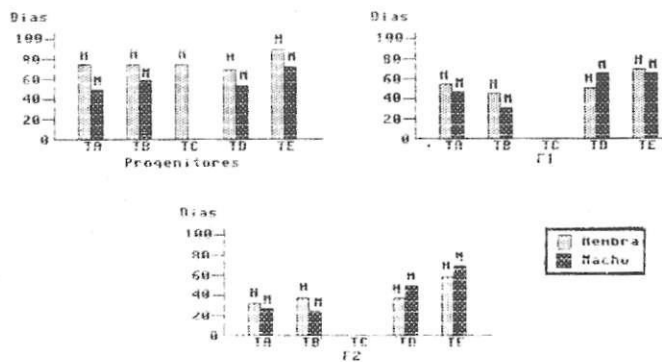 Dias
100
80
60
40
20
0
H M H M H H M H M
TA TB TC TD TE
Progenitores
Dias
100
80
60
40
20
0
H M H M H M H M
TA TB TC TD TE
F1
Dias
100
80
60
40
20
0
H M H M H M H M
TA TB TC TD TE
F2
Hembra
Macho